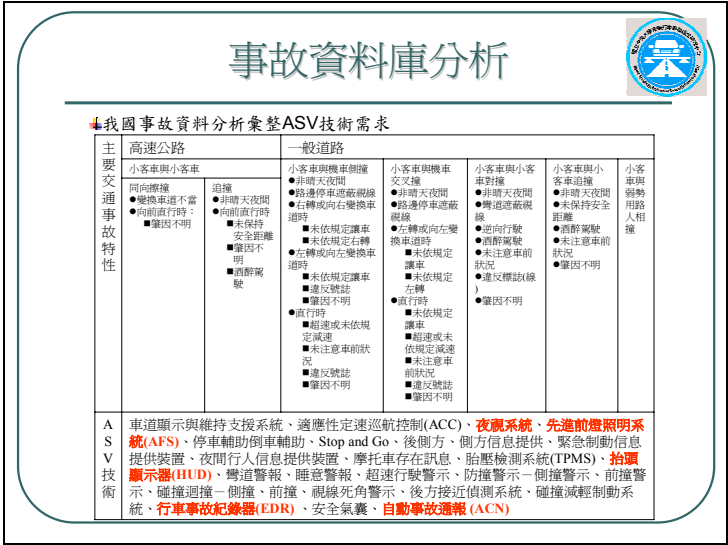 事故資料庫分析
我國事故資料分析彙整ASV技術需求
主要交通事故特性
高速公路
一般道路
小客車與小客車
同向擦撞
●變換車道不當
●向前直行時：
■肇因不明
追撞
●非晴天夜間
●向前直行時
■未保持
安全距離
■肇因不
明
■酒醉駕
駛
小客車與機車側撞
●非晴天夜間
●路邊停車遮蔽視線
●右轉或向右變換車
道時
■未依規定讓車
■未依規定右轉
●左轉或向左變換車
道時
■未依規定讓車
■違反號誌
■肇因不明
●直行時
■超速或未依規
定減速
■未注意車前狀
況
■違反號誌
■肇因不明
小客車與機車
交叉撞
●非晴天夜間
●路邊停車遮蔽
視線
●左轉或向左變
換車道時
■未依規定
讓車
■未依規定
左轉
●直行時
■未依規定
讓車
■超速或未
依規定減速
■未注意車
前狀況
■違反號誌
■肇因不明
小客車與小客
車對撞
●非晴天夜間
●彎道遮蔽視
線
●逆向行駛
●酒醉駕駛
●未注意車前
狀況
●違反標誌(線
)
●肇因不明
小客車與小
客車追撞
●非晴天夜間
●未保持安全
距離
●酒醉駕駛
●未注意車前
狀況
●肇因不明
小客
車與
弱勢
用路
人相
撞
ASV技術
車道顯示與維持支援系統、適應性定速巡航控制(ACC)、夜視系統、先進前燈照明系
統(AFS)、停車輔助倒車輔助、Stop and Go、後側方、側方信息提供、緊急制動信息
提供裝置、夜間行人信息提供裝置、摩托車存在訊息、胎壓檢測系統(TPMS)、抬頭
顯示器(HUD)、彎道警報、睡意警報、超速行駛警示、防撞警示－側撞警示、前撞警
示、碰撞迴撞－側撞、前撞、視線死角警示、後方接近偵測系統、碰撞減輕制動系
統、行車事故紀錄器(EDR) 、安全氣囊、自動事故通報 (ACN)